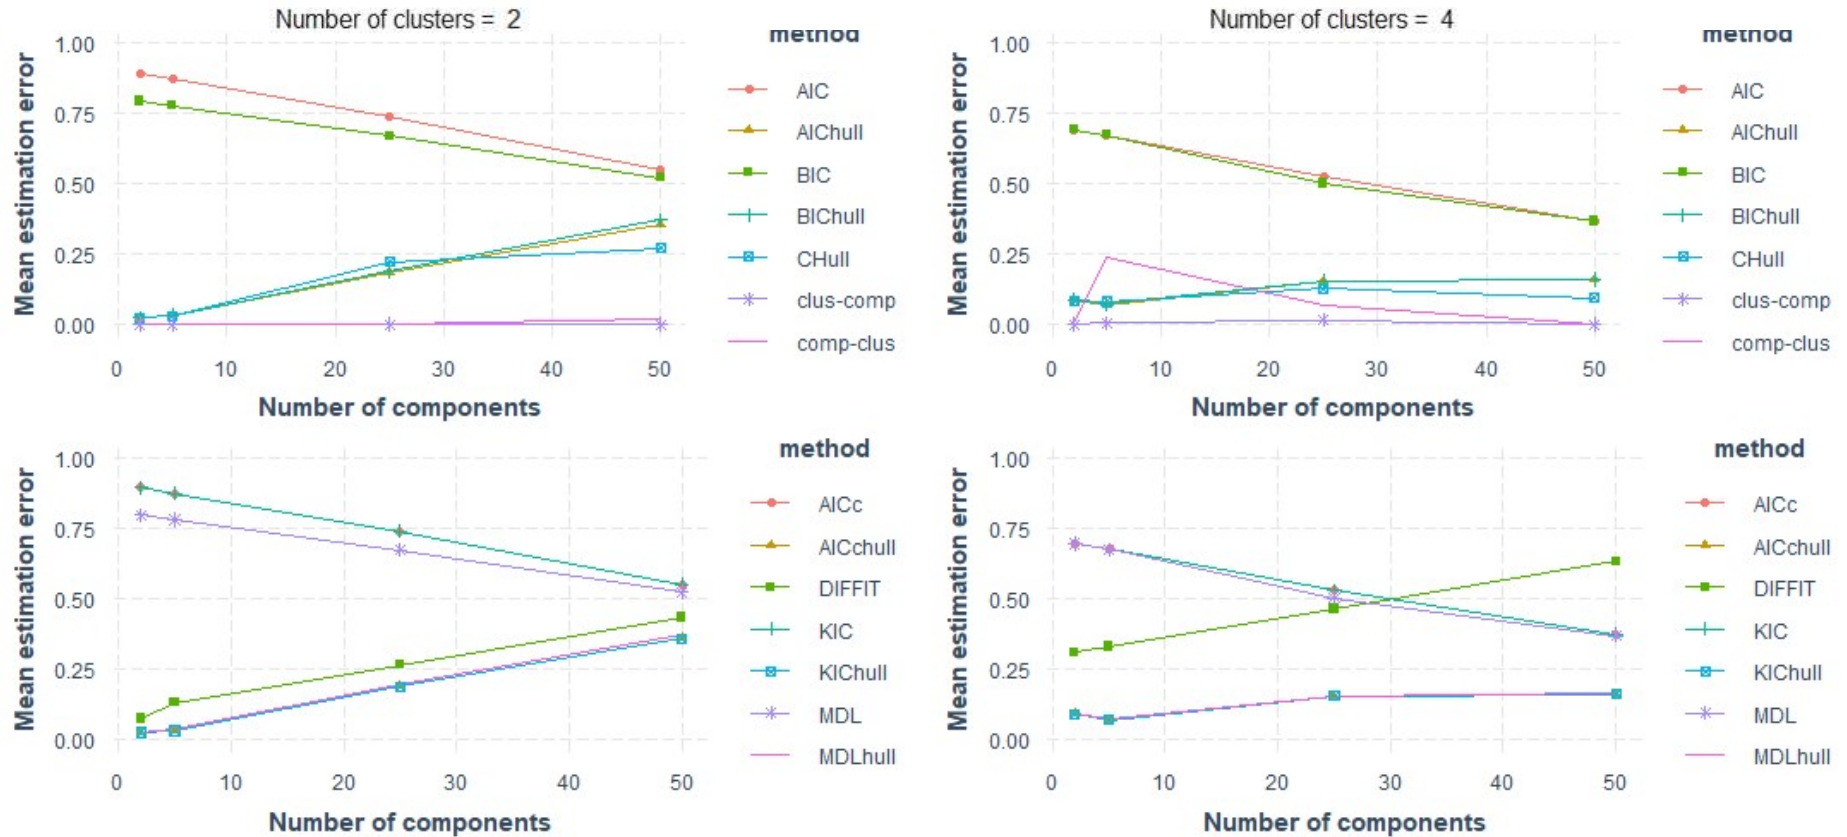 Number of clusters = 2
method
Mean estimation error
1.00
0.75
0.50
0.25
0.00
0 10 20 30 40 50
Number of components
AIC
AIChull
BIC
BIChull
CHull
clus-comp
comp-clus
Number of clusters = 4
method
Mean estimation error
1.00
0.75
0.50
0.25
0.00
0 10 20 30 40 50
Number of components
AIC
AIChull
BIC
BIChull
CHull
clus-comp
comp-clus
method
Mean estimation error
1.00
0.75
0.50
0.25
0.00
0 10 20 30 40 50
Number of components
AICc
AICchull
DIFFIT
KIC
KIChull
MDL
MDLhull
method
Mean estimation error
1.00
0.75
0.50
0.25
0.00
0 10 20 30 40 50
Number of components
AICc
AICchull
DIFFIT
KIC
KIChull
MDL
MDLhull